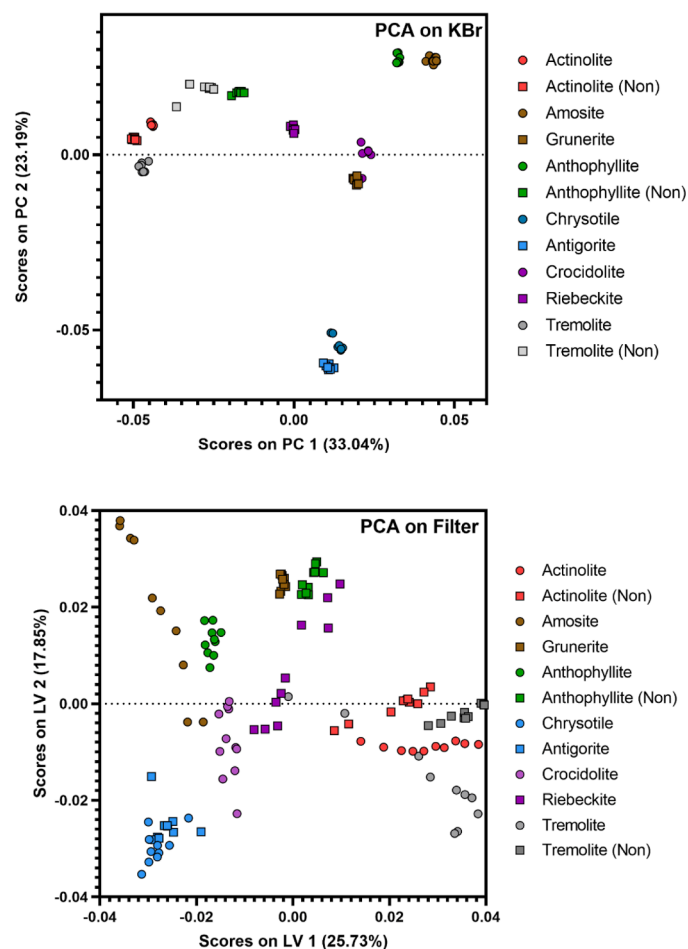 PCA on KBr
0.00
-0.05
-0.05
0.00
0.05
Scores on PC 2 (23.19%)
Scores on PC 1 (33.04%)
Actinolite
Actinolite (Non)
Amosite
Grunerite
Anthophyllite
Anthophyllite (Non)
Chrysotile
Antigorite
Crocidolite
Riebeckite
Tremolite
Tremolite (Non)
PCA on Filter
0.04
0.02
0.00
-0.02
-0.04
-0.04
-0.02
0.00
0.02
0.04
Scores on LV 2 (17.85%)
Scores on LV 1 (25.73%)
Actinolite
Actinolite (Non)
Amosite
Grunerite
Anthophyllite
Anthophyllite (Non)
Chrysotile
Antigorite
Crocidolite
Riebeckite
Tremolite
Tremolite (Non)